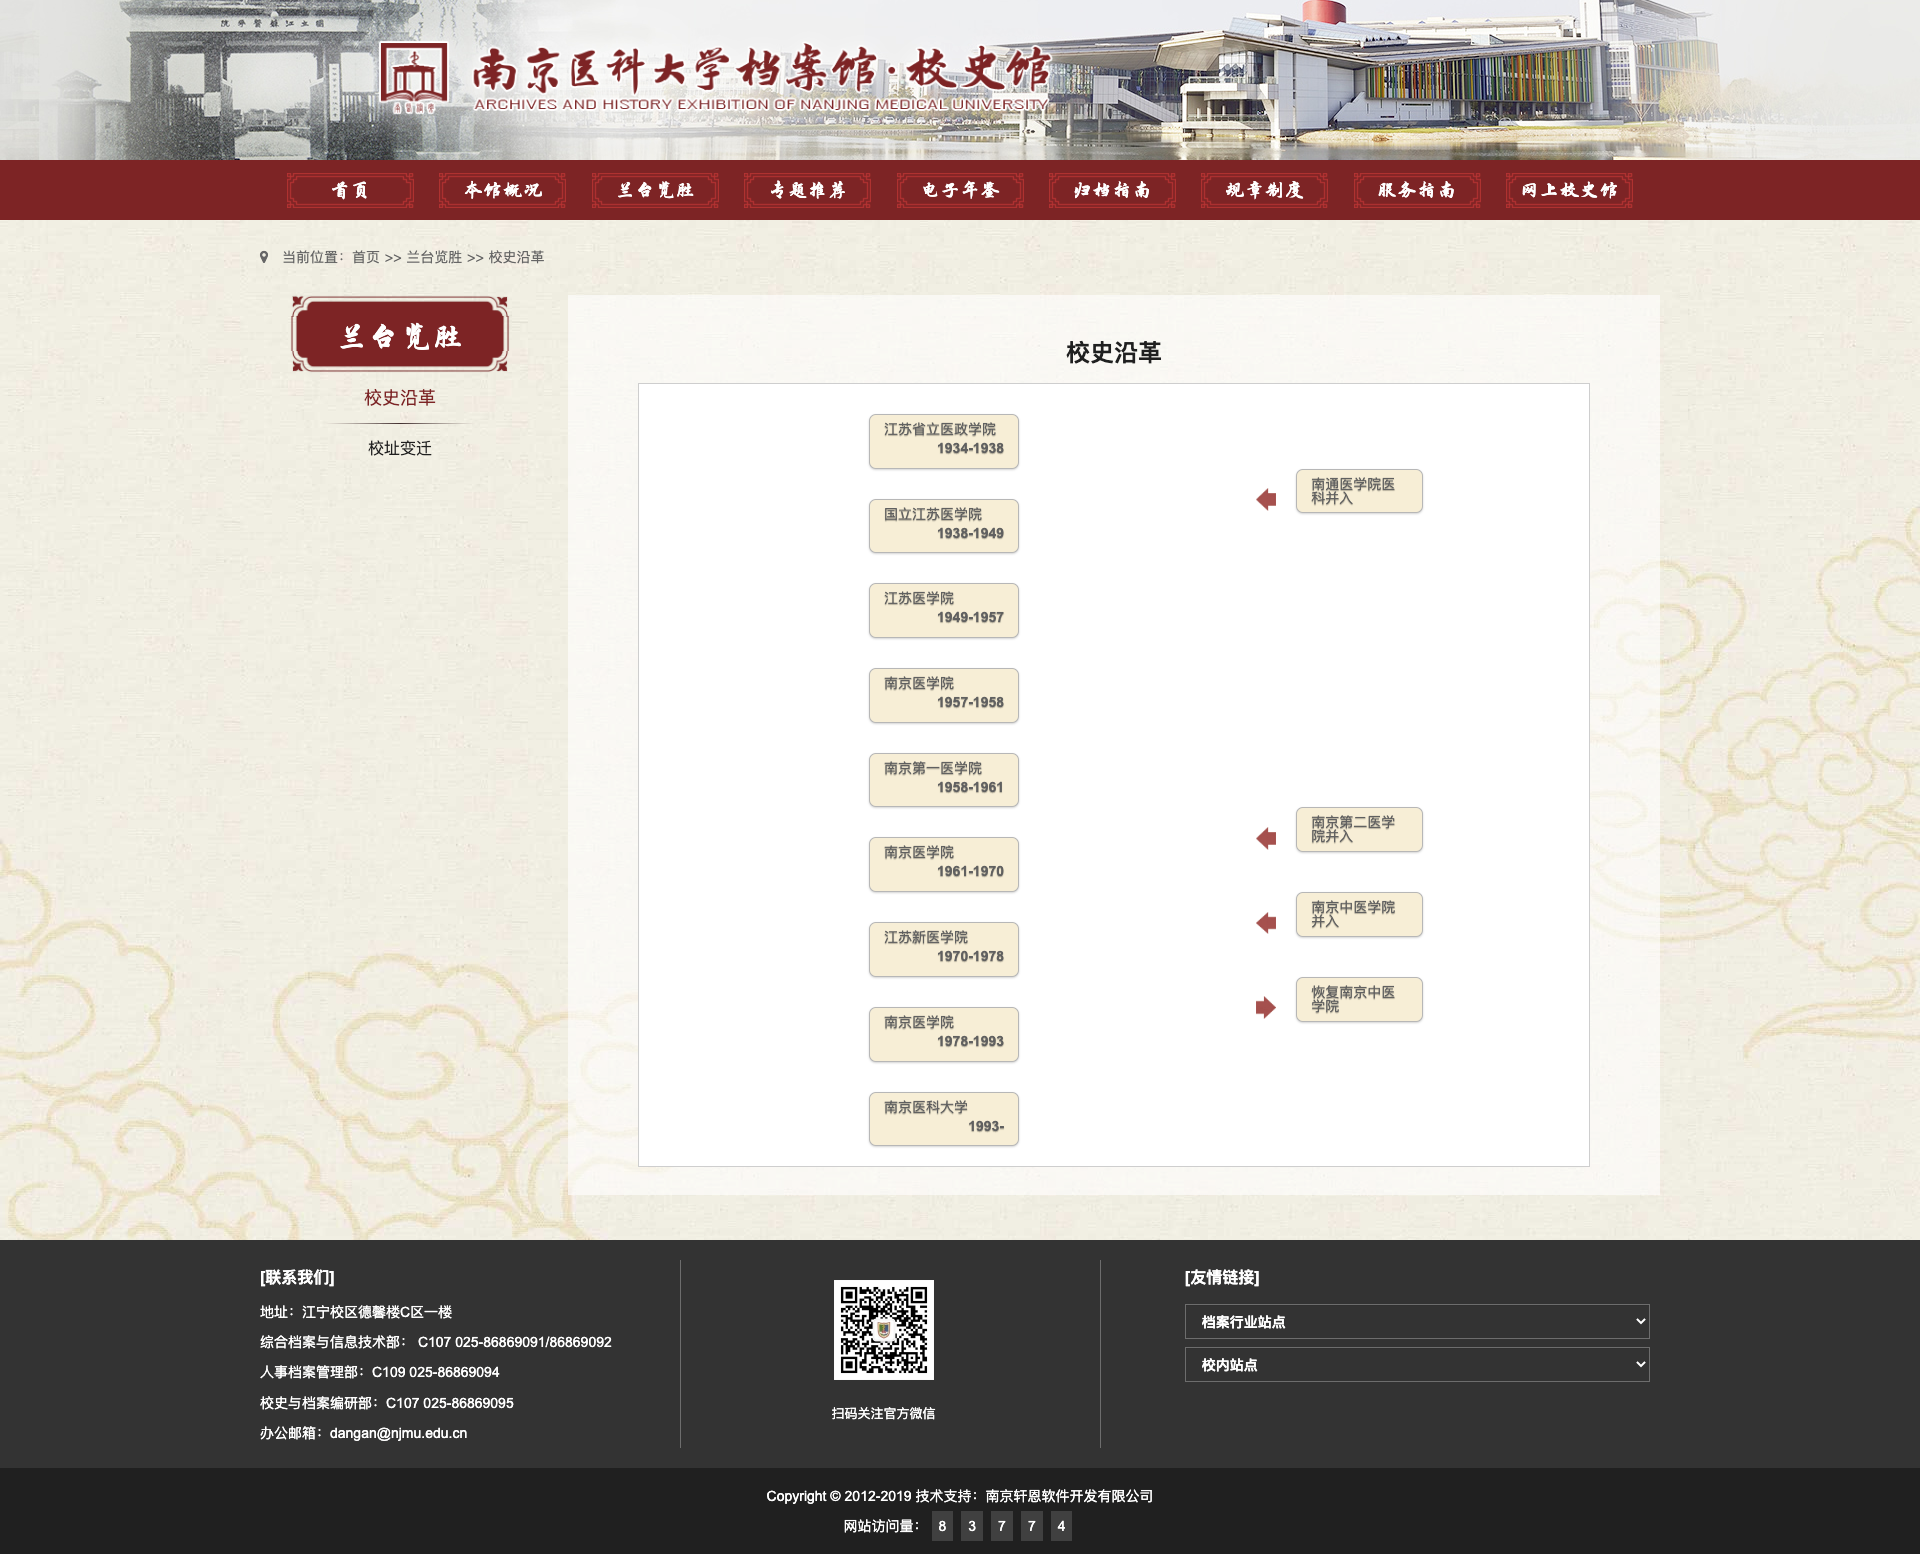 院學醫蘇江立國
南京医科大学档案馆·校史馆
ARCHIVES AND HISTORY EXHIBITION OF NANJING MEDICAL UNIVERSITY
首页 本馆概况 兰台览胜 专题推荐 电子年鉴 归档指南 规章制度 服务指南 网上校史馆
当前位置：首页 >> 兰台览胜 >> 校史沿革
兰台览胜
校史沿革
校址变迁
校史沿革
江苏省立医政学院
1934-1938
南通医学院医
科并入
国立江苏医学院
1938-1949
江苏医学院
1949-1957
南京医学院
1957-1958
南京第一医学院
1958-1961
南京第二医学
院并入
南京医学院
1961-1970
南京中医学院
并入
江苏新医学院
1970-1978
恢复南京中医
学院
南京医学院
1978-1993
南京医科大学
1993-
[联系我们]
地址：江宁校区德馨楼C区一楼
综合档案与信息技术部： C107 025-86869091/86869092
人事档案管理部：C109 025-86869094
校史与档案编研部：C107 025-86869095
办公邮箱：dangan@njmu.edu.cn
扫码关注官方微信
[友情链接]
档案行业站点
校内站点
Copyright © 2012-2019 技术支持：南京轩恩软件开发有限公司
网站访问量： 8 3 7 7 4